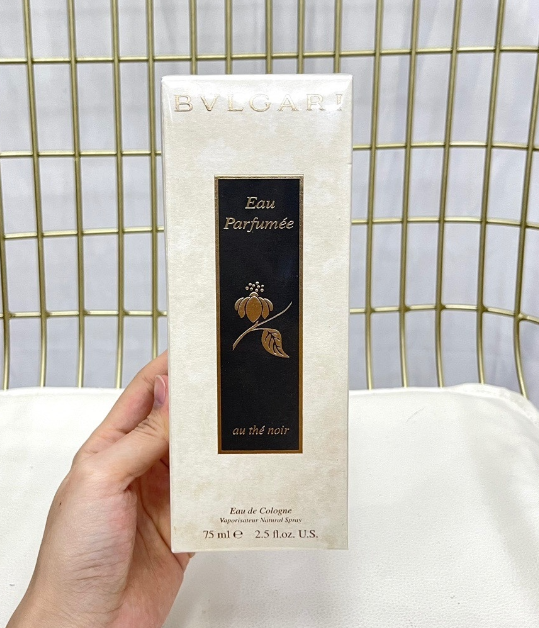 BVLGARI
Eau
Parfumée
au thé noir
Eau de Cologne
Vaporisateur Natural Spray
75 ml ℮ 2.5 fl.oz. U.S.